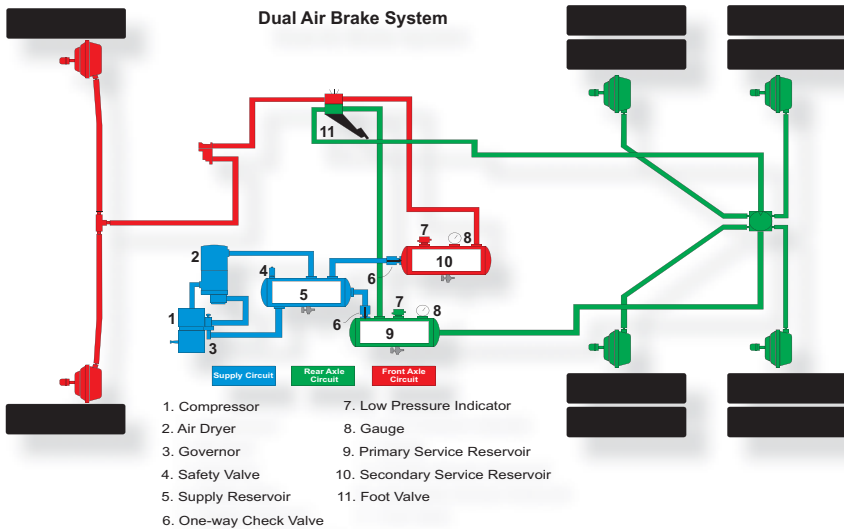 Dual Air Brake System
11
7
8
2
10
4
6
5
7
8
1
6
9
3
Supply Circuit
Rear Axle
Circuit
Front Axle
Circuit
1. Compressor
2. Air Dryer
3. Governor
4. Safety Valve
5. Supply Reservoir
6. One-way Check Valve
7. Low Pressure Indicator
8. Gauge
9. Primary Service Reservoir
10. Secondary Service Reservoir
11. Foot Valve